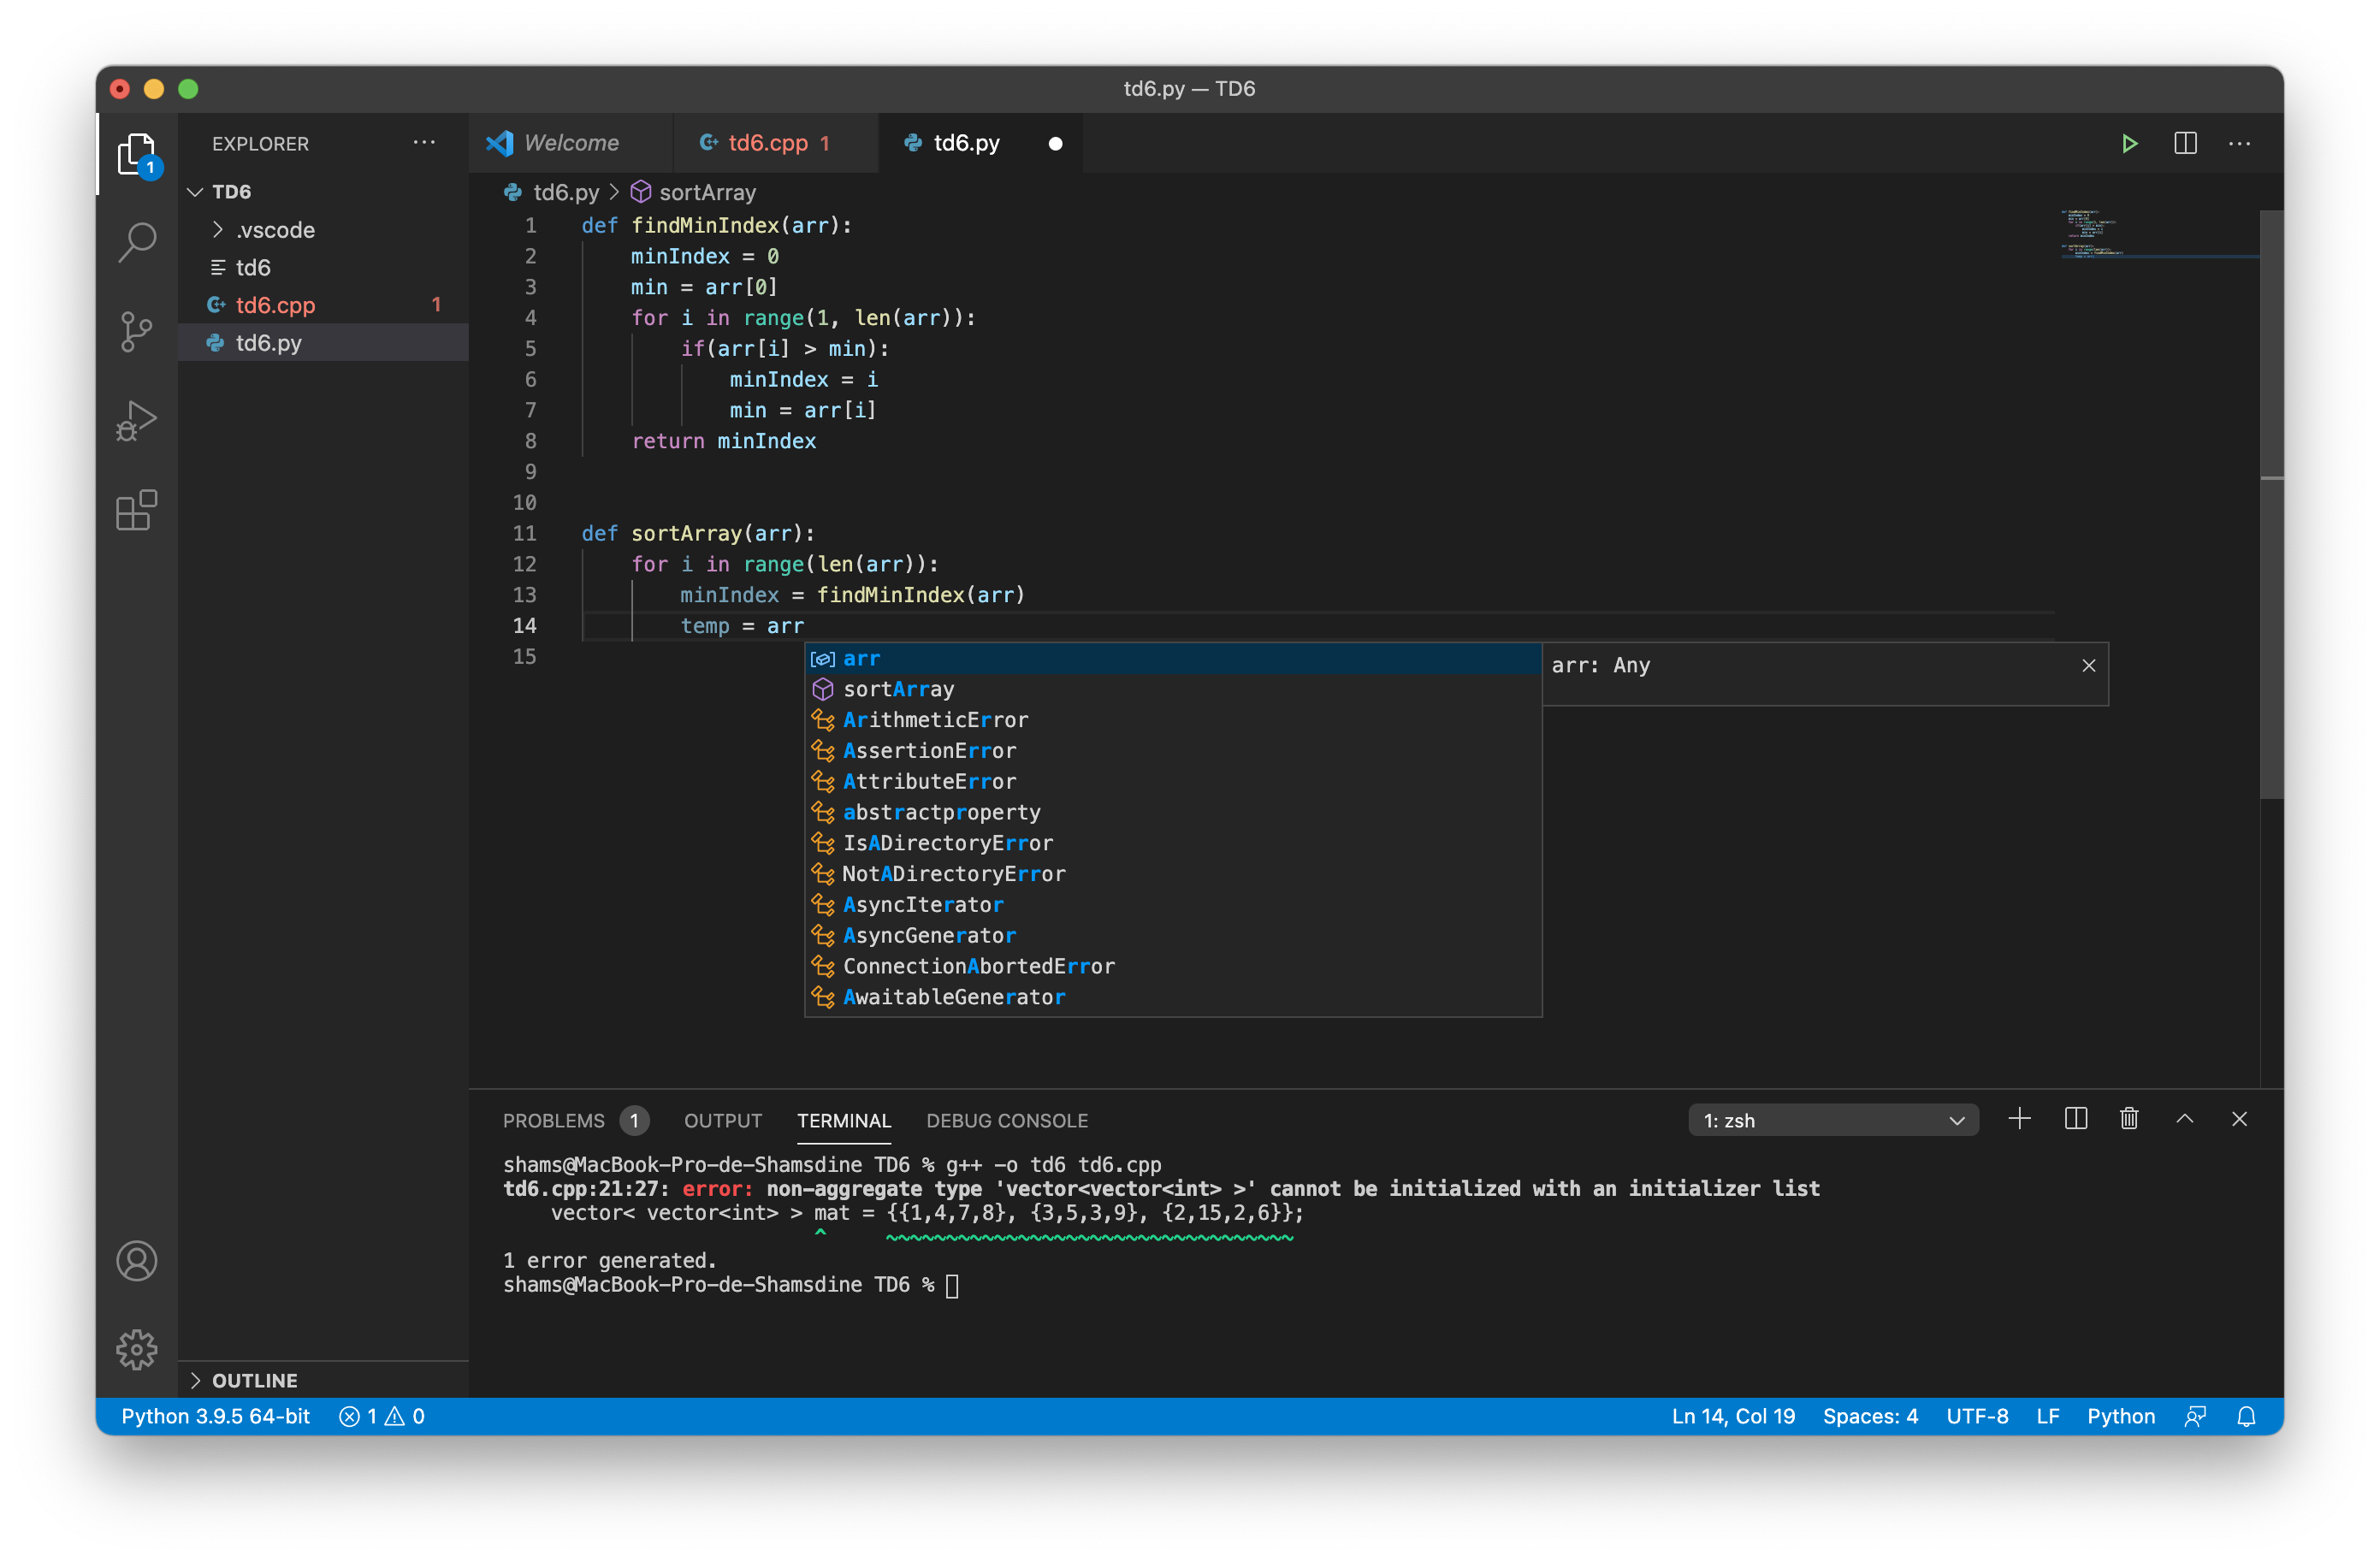 td6.py — TD6
EXPLORER
Welcome
td6.cpp 1
td6.py
1
TD6
.vscode
td6
td6.cpp 1
td6.py
OUTLINE
td6.py > sortArray
1 def findMinIndex(arr):
2     minIndex = 0
3     min = arr[0]
4     for i in range(1, len(arr)):
5         if(arr[i] > min):
6             minIndex = i
7             min = arr[i]
8     return minIndex
9
10
11 def sortArray(arr):
12     for i in range(len(arr)):
13         minIndex = findMinIndex(arr)
14         temp = arr
15
arr
sortArray
ArithmeticError
AssertionError
AttributeError
abstractproperty
IsADirectoryError
NotADirectoryError
AsyncIterator
AsyncGenerator
ConnectionAbortedError
AwaitableGenerator
arr: Any
PROBLEMS 1 OUTPUT TERMINAL DEBUG CONSOLE 1: zsh
shams@MacBook-Pro-de-Shamsdine TD6 % g++ -o td6 td6.cpp
td6.cpp:21:27: error: non-aggregate type 'vector<vector<int> >' cannot be initialized with an initializer list
    vector< vector<int> > mat = {{1,4,7,8}, {3,5,3,9}, {2,15,2,6}};
                          ^     ~~~~~~~~~~~~~~~~~~~~~~~~~~~~~~~~~~
1 error generated.
shams@MacBook-Pro-de-Shamsdine TD6 %
Python 3.9.5 64-bit 1 0 Ln 14, Col 19 Spaces: 4 UTF-8 LF Python